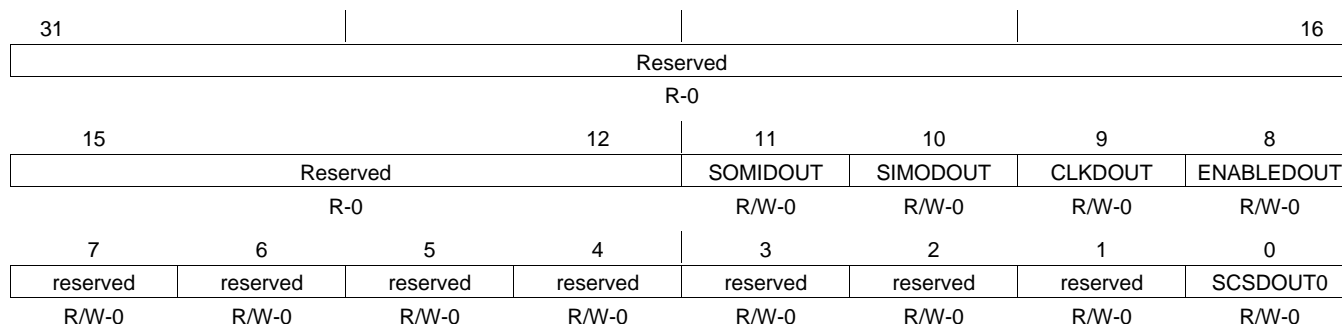 31 16
Reserved
R-0
15 12 11 10 9 8
Reserved SOMIDOUT SIMODOUT CLKDOUT ENABLEDOUT
R-0 R/W-0 R/W-0 R/W-0 R/W-0
7 6 5 4 3 2 1 0
reserved reserved reserved reserved reserved reserved reserved SCSDOUT0
R/W-0 R/W-0 R/W-0 R/W-0 R/W-0 R/W-0 R/W-0 R/W-0